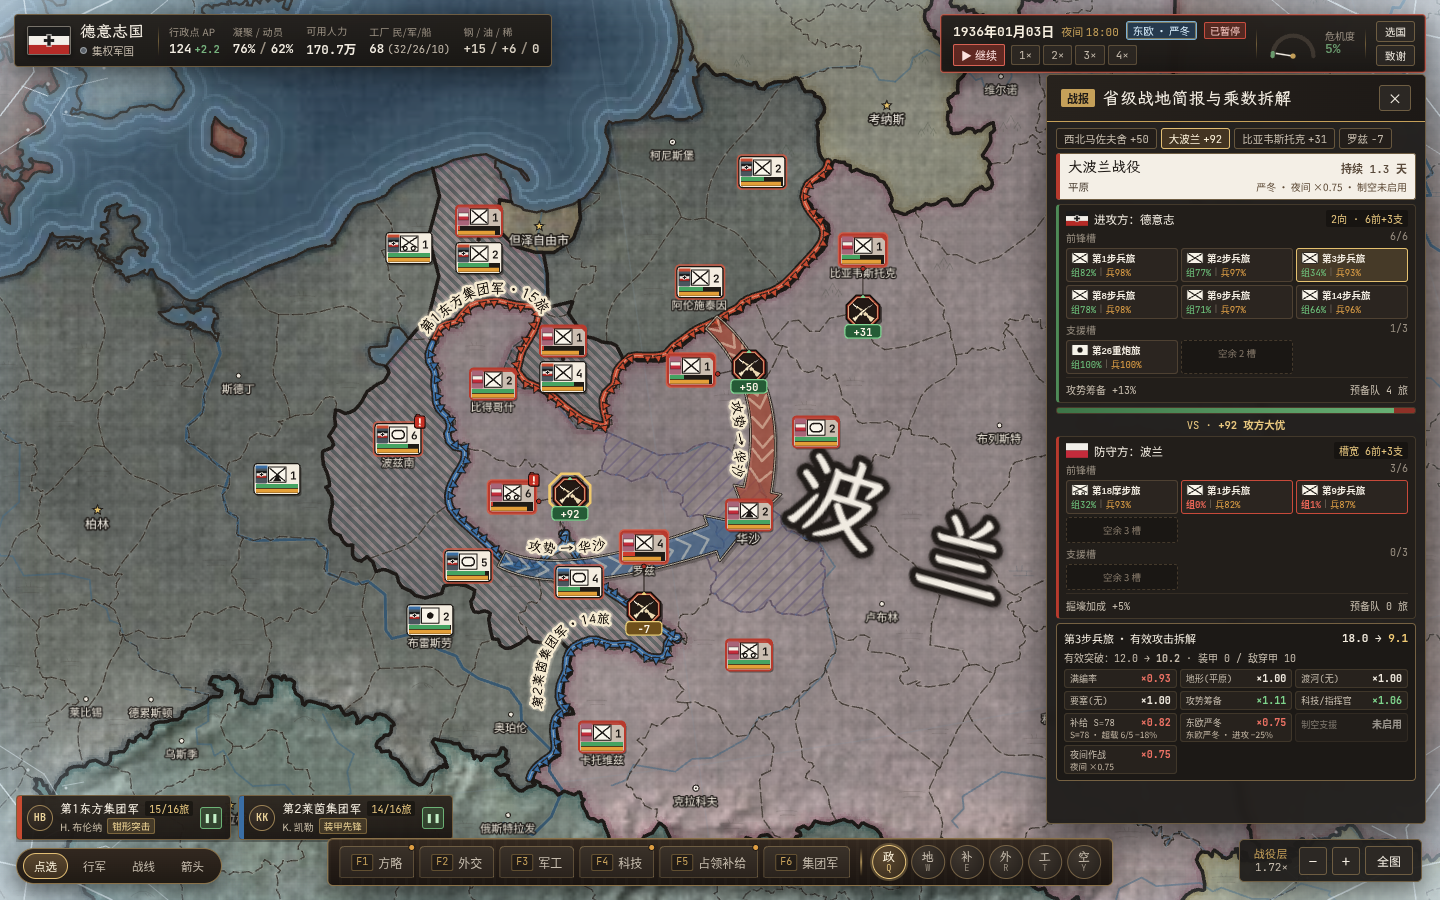 德意志国
集权军国
行政点 AP
124 +2.2
凝聚 / 动员
76% / 62%
可用人力
170.7万
工厂 民/军/船
68 (32/26/10)
钢 / 油 / 稀
+15 / +6 / 0
1936年01月03日 夜间 18:00 东欧・严冬 已暂停
▶ 继续 1× 2× 3× 4×
危机度
5%
选国
致谢
战报 省级战地简报与乘数拆解 ×
西北马佐夫舍 +50 大波兰 +92 比亚韦斯托克 +31 罗兹 -7
大波兰战役 持续 1.3 天
平原 严冬・夜间 ×0.75・制空未启用
进攻方: 德意志 2向・6前+3支
前锋槽 6/6
第1步兵旅 第2步兵旅 第3步兵旅
组82% | 兵98% 组77% | 兵97% 组34% | 兵93%
第8步兵旅 第9步兵旅 第14步兵旅
组78% | 兵98% 组71% | 兵97% 组66% | 兵96%
支援槽 1/3
第26重炮旅 空余 2 槽
组100% | 兵100%
攻势筹备 +13% 预备队 4 旅
VS · +92 攻方大优
防守方: 波兰 槽宽 6前+3支
前锋槽 3/6
第18摩步旅 第1步兵旅 第9步兵旅
组32% | 兵93% 组0% | 兵82% 组1% | 兵87%
空余 3 槽
支援槽 0/3
空余 3 槽
掘壕加成 +5% 预备队 0 旅
第3步兵旅・有效攻击拆解 18.0 → 9.1
有效突破: 12.0 → 10.2 · 装甲 0 / 敌穿甲 10
满编率 ×0.93 地形(平原) ×1.00 渡河(无) ×1.00
要塞(无) ×1.00 攻势筹备 ×1.11 科技/指挥官 ×1.06
补给 S=78 ×0.82 东欧严冬 ×0.75 制空支援 未启用
S=78・超载 6/5 −18% 东欧严冬・进攻 −25%
夜间作战 ×0.75
夜间 ×0.75
维尔诺
考纳斯
柯尼斯堡
2
1
但泽自由市
1
2
1
比亚韦斯托克
2
阿伦施泰因
+31
第1东方集团军・15旅
1
4
1
+50
2
比得哥什
斯德丁
攻势→华沙
2
布列斯特
6
波兹南
1
6
+92
柏林
波兰
2
华沙
攻势→华沙
4
罗兹
5
4
-7
卢布林
2
布雷斯劳
第2莱茵集团军・14旅
1
莱比锡
德累斯顿
奥珀伦
1
卡托维兹
乌斯季
克拉科夫
俄斯特拉发
HB 第1东方集团军 15/16旅
H. 布伦纳 钳形突击
KK 第2莱茵集团军 14/16旅
K. 凯勒 装甲先锋
点选 行军 战线 箭头
F1 方略 F2 外交 F3 军工 F4 科技 F5 占领补给 F6 集团军
政 Q 地 W 补 E 外 R 工 T 空 Y
战役层
1.72×
− + 全图